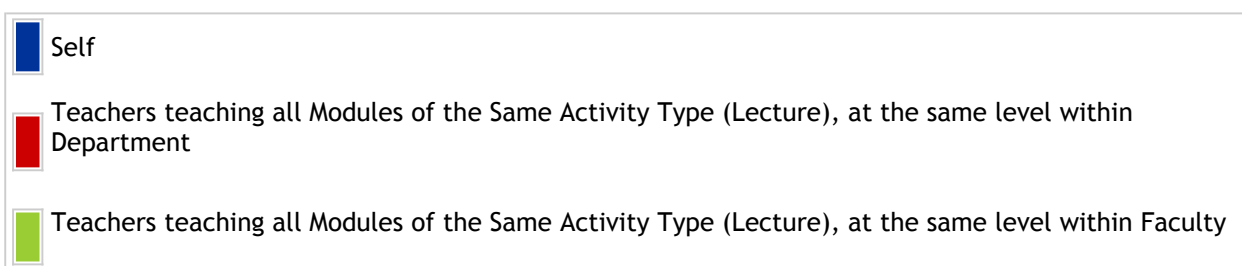 Self
Teachers teaching all Modules of the Same Activity Type (Lecture), at the same level within
Department
Teachers teaching all Modules of the Same Activity Type (Lecture), at the same level within Faculty